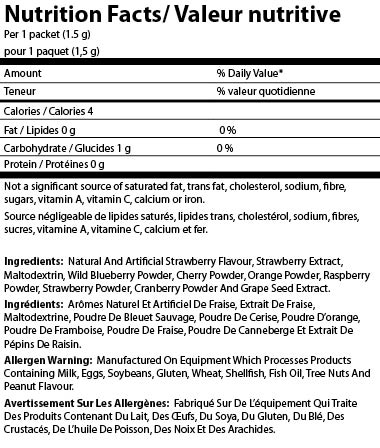 Nutrition Facts/ Valeur nutritive
Per 1 packet (1.5 g)
pour 1 paquet (1,5 g)
Amount % Daily Value*
Teneur % valeur quotidienne
Calories / Calories 4
Fat / Lipides 0 g 0 %
Carbohydrate / Glucides 1 g 0 %
Protein / Protéines 0 g
Not a significant source of saturated fat, trans fat, cholesterol, sodium, fibre,
sugars, vitamin A, vitamin C, calcium or iron.
Source négligeable de lipides saturés, lipides trans, cholestérol, sodium, fibres,
sucres, vitamine A, vitamine C, calcium et fer.
Ingredients: Natural And Artificial Strawberry Flavour, Strawberry Extract,
Maltodextrin, Wild Blueberry Powder, Cherry Powder, Orange Powder, Raspberry
Powder, Strawberry Powder, Cranberry Powder And Grape Seed Extract.
Ingrédients: Arômes Naturel Et Artificiel De Fraise, Extrait De Fraise,
Maltodextrine, Poudre De Bleuet Sauvage, Poudre De Cerise, Poudre D'orange,
Poudre De Framboise, Poudre De Fraise, Poudre De Canneberge Et Extrait De
Pépins De Raisin.
Allergen Warning: Manufactured On Equipment Which Processes Products
Containing Milk, Eggs, Soybeans, Gluten, Wheat, Shellfish, Fish Oil, Tree Nuts And
Peanut Flavour.
Avertissement Sur Les Allergènes: Fabriqué Sur De L'équipement Qui Traite
Des Produits Contenant Du Lait, Des Œufs, Du Soya, Du Gluten, Du Blé, Des
Crustacés, De L'huile De Poisson, Des Noix Et Des Arachides.